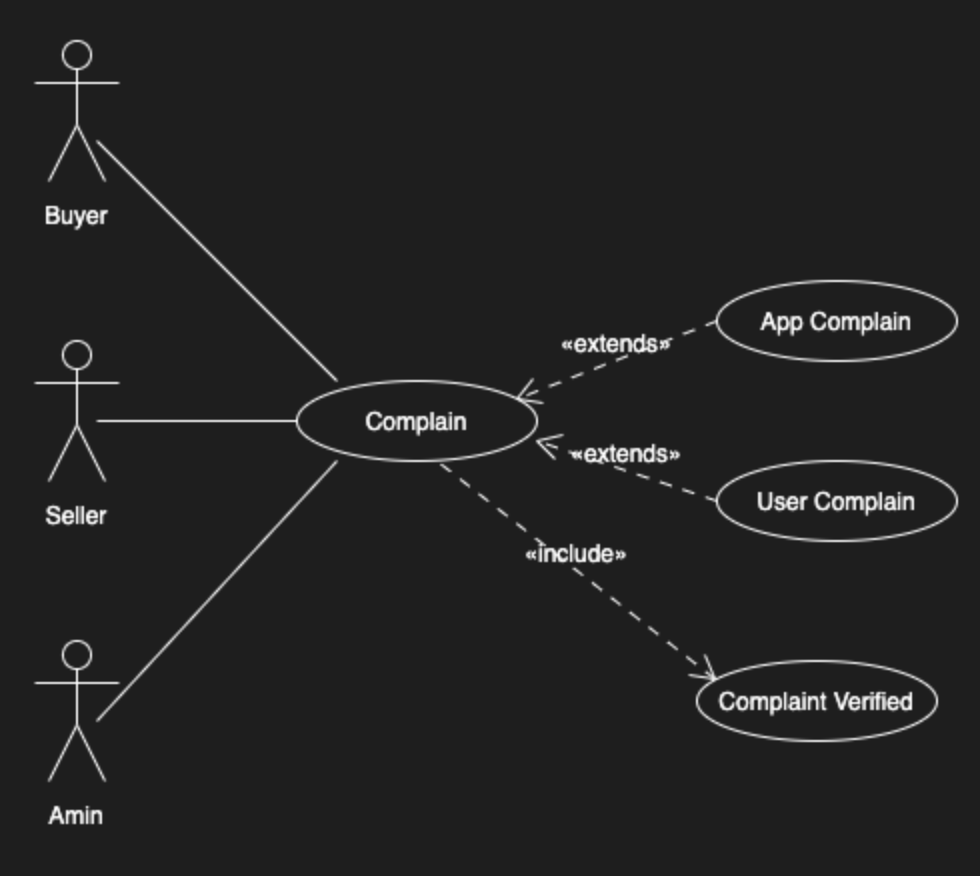 Buyer
App Complain
«extends»
Complain
«extends»
User Complain
Seller
«include»
Complaint Verified
Amin